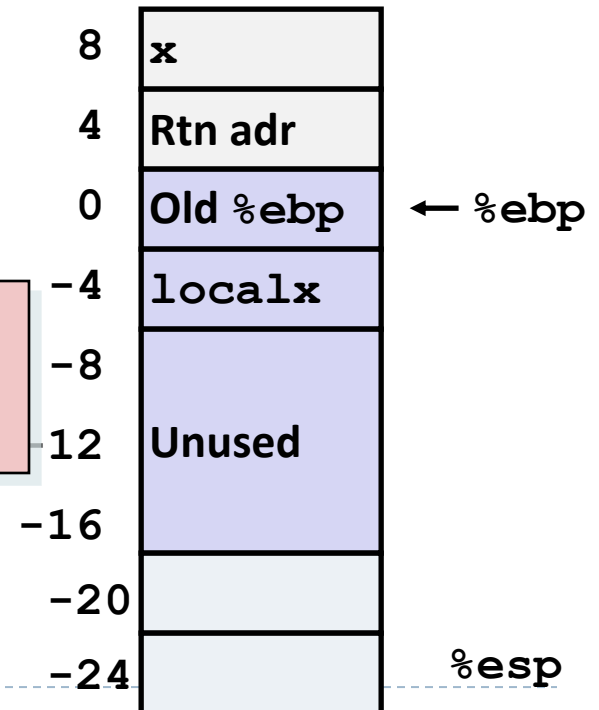 8 x
4 Rtn adr
0 Old %ebp ← %ebp
-4 localx
-8
-12 Unused
-16
-20
-24 %esp